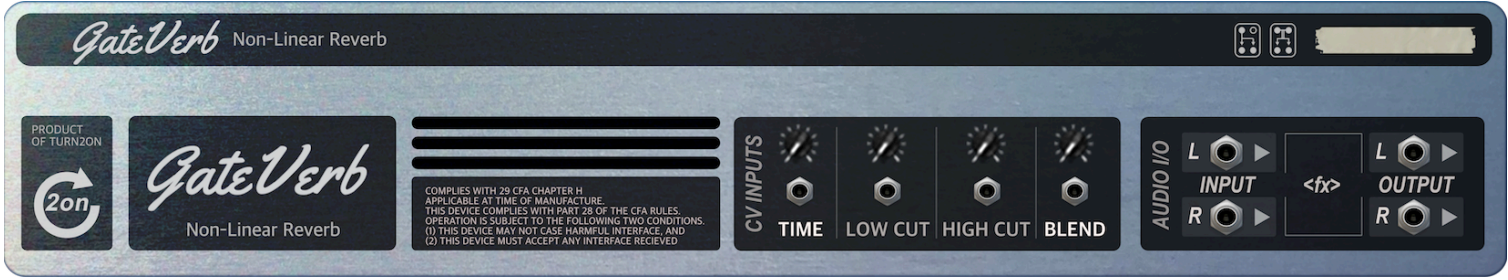 GateVerb Non-Linear Reverb
PRODUCT
OF TURN2ON
2on
GateVerb
Non-Linear Reverb
COMPLIES WITH 29 CFA CHAPTER H
APPLICABLE AT TIME OF MANUFACTURE.
THIS DEVICE COMPLIES WITH PART 28 OF THE CFA RULES.
OPERATION IS SUBJECT TO THE FOLLOWING TWO CONDITIONS.
(1) THIS DEVICE MAY NOT CASE HARMFUL INTERFACE, AND
(2) THIS DEVICE MUST ACCEPT ANY INTERFACE RECIEVED
CV INPUTS
TIME LOW CUT HIGH CUT BLEND
AUDIO I/O
L
INPUT
R
<fx>
L
OUTPUT
R